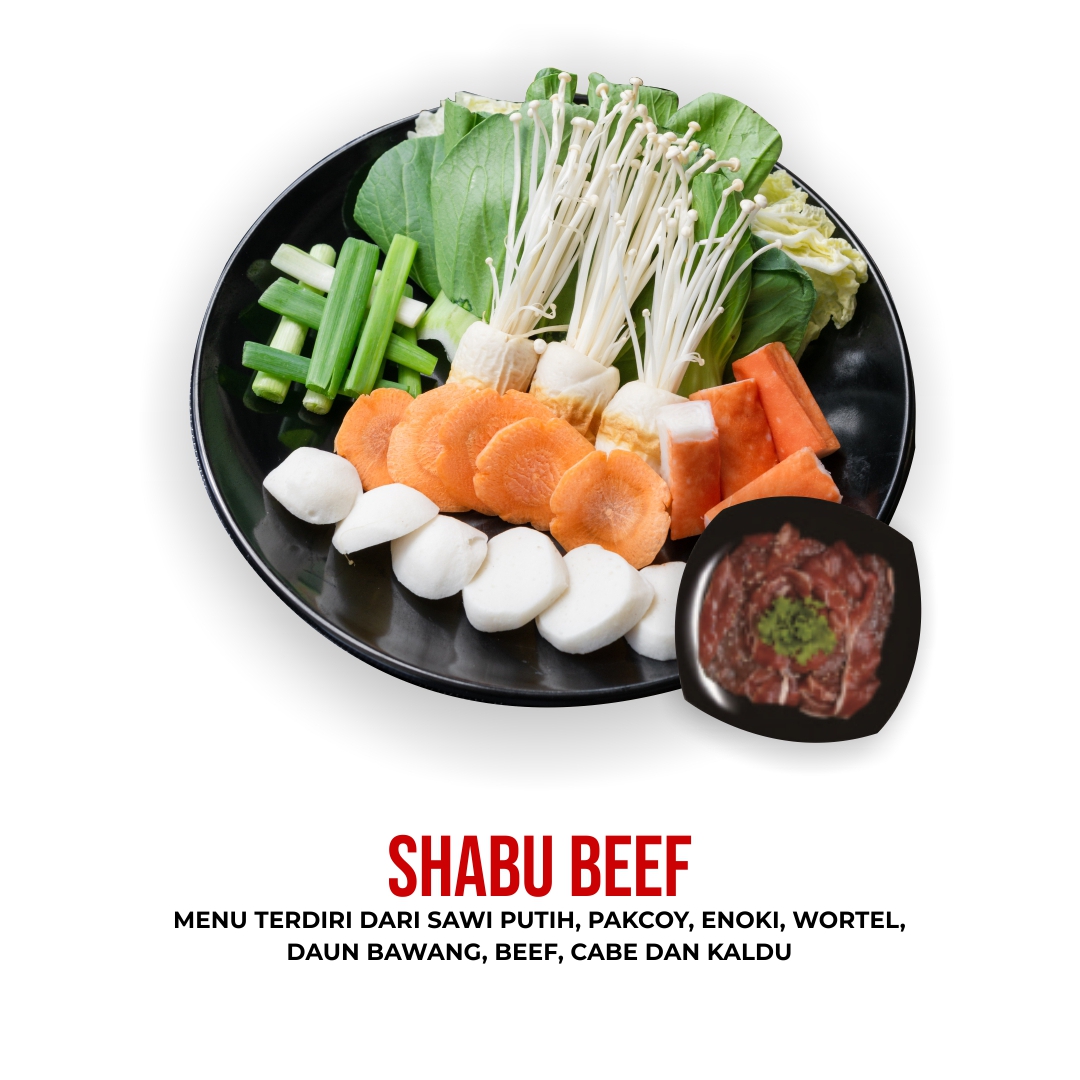 SHABU BEEF
MENU TERDIRI DARI SAWI PUTIH, PAKCOY, ENOKI, WORTEL,
DAUN BAWANG, BEEF, CABE DAN KALDU